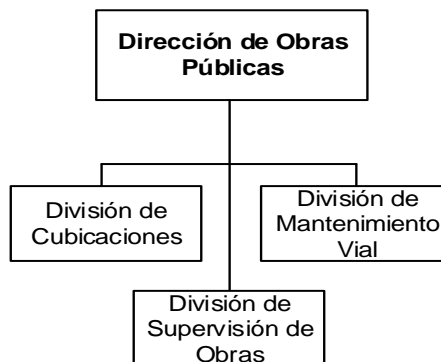 Dirección de Obras
Públicas
División de
Cubicaciones
División de
Mantenimiento
Vial
División de
Supervisión de
Obras